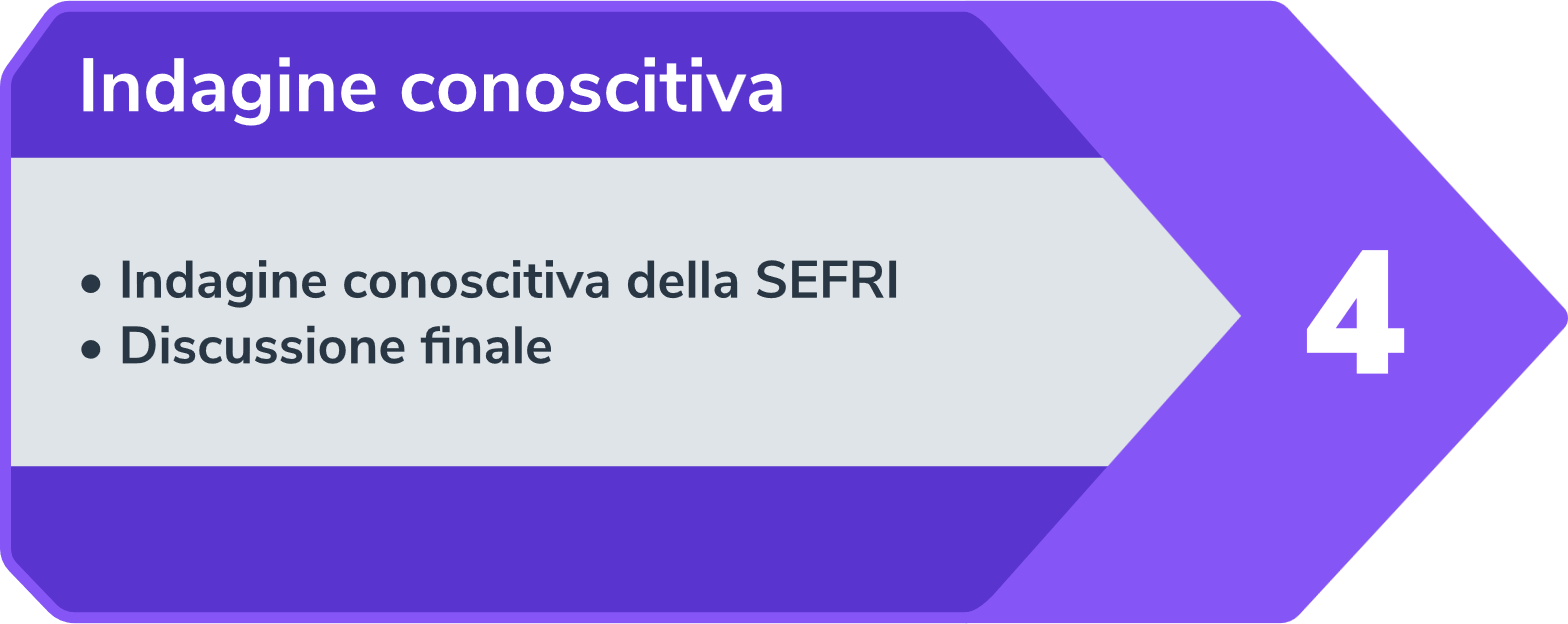 Indagine conoscitiva
• Indagine conoscitiva della SEFRI
• Discussione finale
4